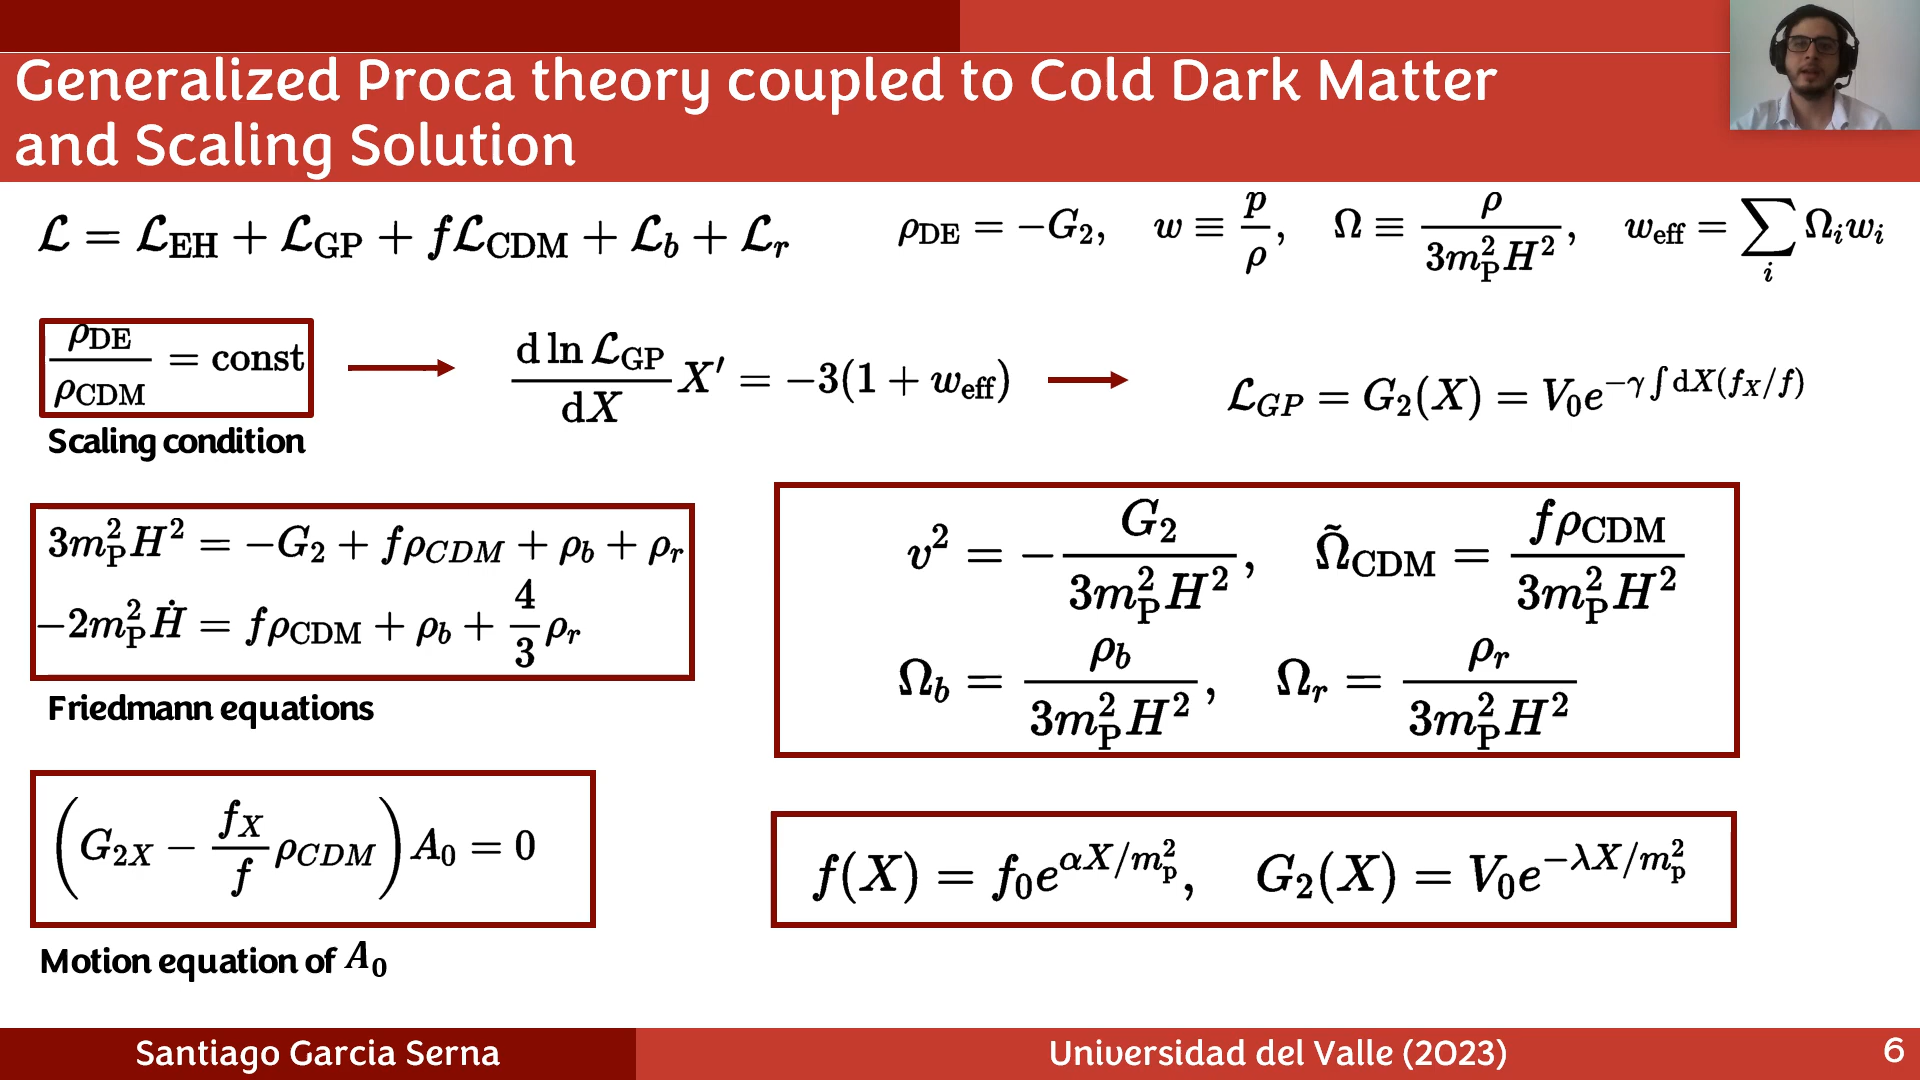 Generalized Proca theory coupled to Cold Dark Matter
and Scaling Solution
ℒ = ℒ_EH + ℒ_GP + fℒ_CDM + ℒ_b + ℒ_r
ρ_DE = −G_2, w ≡ p/ρ, Ω ≡ ρ/(3m_P^2 H^2), w_eff = ∑_i Ω_i w_i
ρ_DE/ρ_CDM = const
(d ln ℒ_GP/dX) X′ = −3(1 + w_eff)
ℒ_GP = G_2(X) = V_0 e^{−γ ∫ dX(f_X/f)}
Scaling condition
3m_P^2 H^2 = −G_2 + fρ_CDM + ρ_b + ρ_r
−2m_P^2 Ḣ = fρ_CDM + ρ_b + (4/3)ρ_r
Friedmann equations
v^2 = −G_2/(3m_P^2 H^2), Ω̃_CDM = fρ_CDM/(3m_P^2 H^2)
Ω_b = ρ_b/(3m_P^2 H^2), Ω_r = ρ_r/(3m_P^2 H^2)
(G_{2X} − (f_X/f) ρ_CDM) A_0 = 0
Motion equation of A_0
f(X) = f_0 e^{αX/m_p^2}, G_2(X) = V_0 e^{−λX/m_p^2}
Santiago Garcia Serna
Universidad del Valle (2023)
6